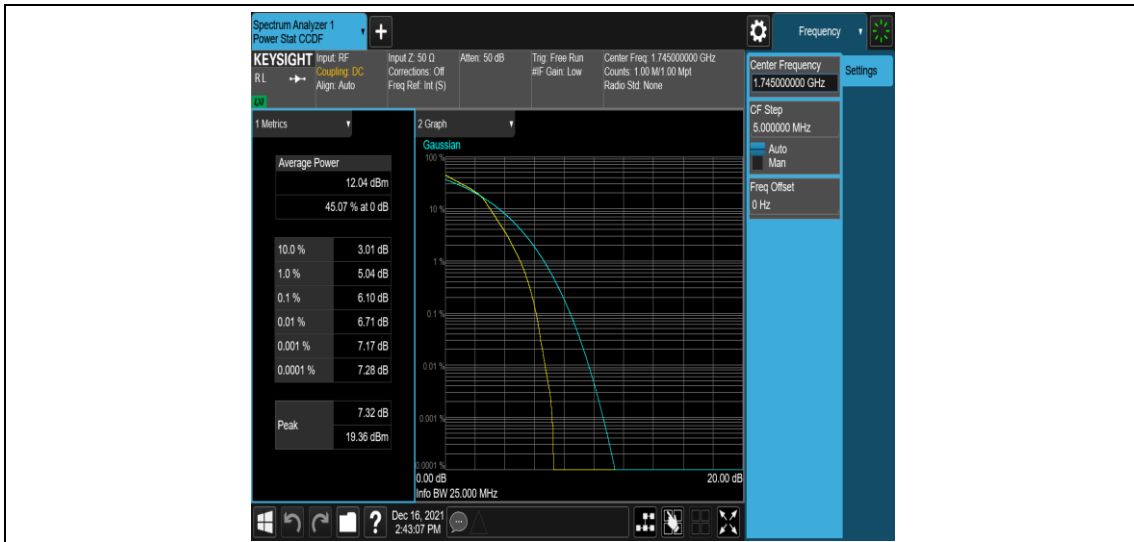 Spectrum Analyzer 1
Power Stat CCDF
Frequency
KEYSIGHT
RL
Input: RF
Coupling: DC
Align: Auto
Input Z: 50 Ω
Corrections: Off
Freq Ref: Int (S)
Atten: 50 dB
Trig: Free Run
#IF Gain: Low
Center Freq: 1.745000000 GHz
Counts: 1.00 M/1.00 Mpt
Radio Std: None
Center Frequency
1.745000000 GHz
Settings
CF Step
5.000000 MHz
Auto
Man
Freq Offset
0 Hz
1 Metrics
Average Power
12.04 dBm
45.07 % at 0 dB
10.0 % 3.01 dB
1.0 % 5.04 dB
0.1 % 6.10 dB
0.01 % 6.71 dB
0.001 % 7.17 dB
0.0001 % 7.28 dB
Peak
7.32 dB
19.36 dBm
2 Graph
Gaussian
100 %
10 %
1 %
0.1 %
0.01 %
0.001 %
0.0001 %
0.00 dB 20.00 dB
Info BW 25.000 MHz
Dec 16, 2021
2:43:07 PM